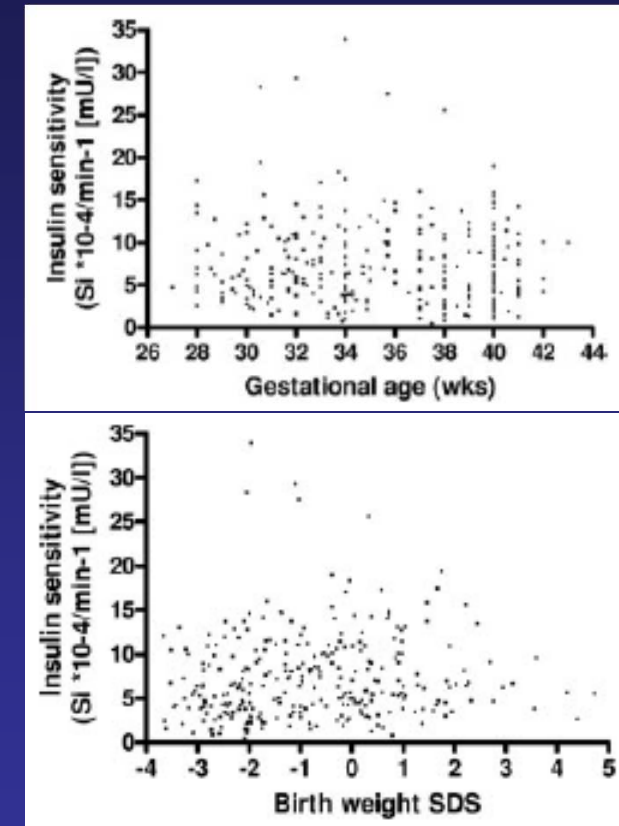 Insulin sensitivity
(Si *10-4/min-1 [mU/l])
35
30
25
20
15
10
5
0
26 28 30 32 34 36 38 40 42 44
Gestational age (wks)
Insulin sensitivity
(Si *10-4/min-1 [mU/l])
35
30
25
20
15
10
5
0
-4 -3 -2 -1 0 1 2 3 4 5
Birth weight SDS